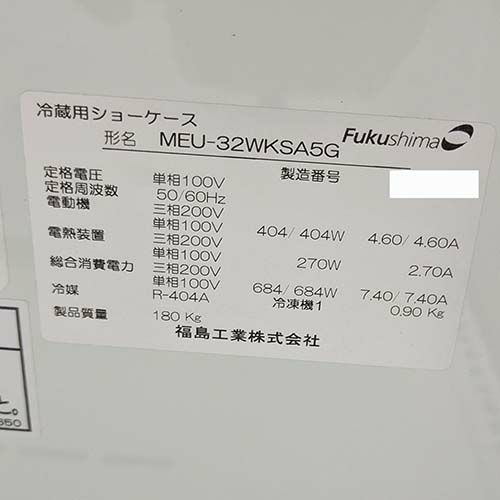 冷蔵用ショーケース
形名 MEU-32WKSA5G Fukushima
定格電圧 単相100V 製造番号
定格周波数 50/60Hz
電動機 三相200V
単相100V 404/404W 4.60/4.60A
電熱装置 三相200V
単相100V 270W 2.70A
総合消費電力 三相200V
単相100V 684/684W 7.40/7.40A
冷媒 R-404A 冷凍機1 0.90 Kg
製品質量 180 Kg
福島工業株式会社
と。
650